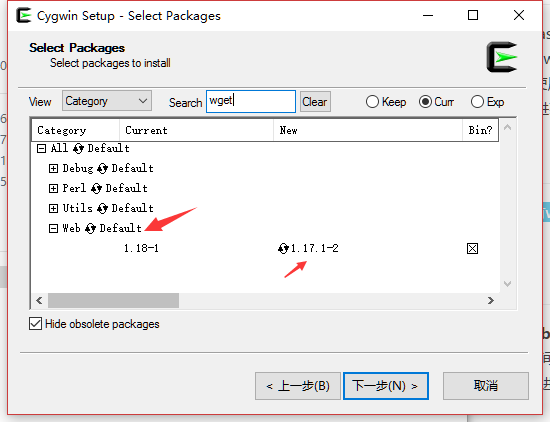 Cygwin Setup - Select Packages
Select Packages
Select packages to install
View Category Search wget Clear Keep Curr Exp
Category Current New Bin?
All Default
Debug Default
Perl Default
Utils Default
Web Default
1.18-1 1.17.1-2
Hide obsolete packages
< 上一步(B) 下一步(N) > 取消